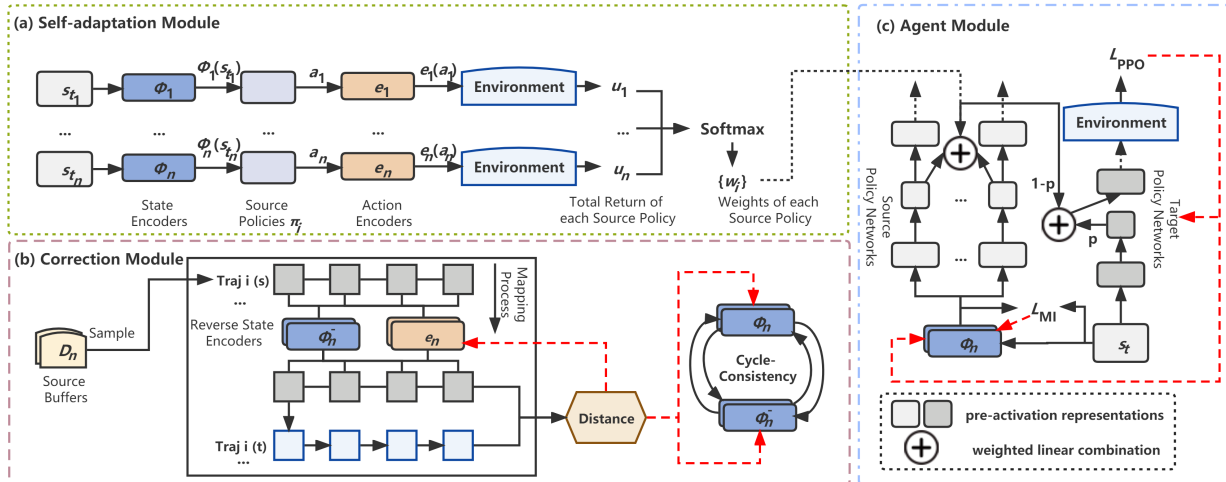 (a) Self-adaptation Module
s_{t_1}
Φ_1
Φ_1(s_{t_1})
a_1
e_1
e_1(a_1)
Environment
u_1
...
...
...
...
s_{t_n}
Φ_n
Φ_n(s_{t_n})
a_n
e_n
e_n(a_n)
Environment
u_n
Softmax
{w_i}
State
Encoders
Source
Policies π_i
Action
Encoders
Total Return of
each Source Policy
Weights of each
Source Policy
(b) Correction Module
D_n
Source
Buffers
Sample
Traj i (s)
...
Mapping
Process
Reverse State
Encoders
Φ_n^-
e_n
Traj i (t)
...
Distance
Φ_n
Cycle-
Consistency
Φ_n^-
(c) Agent Module
L_PPO
Environment
Source
Policy Networks
...
...
1-p
p
Target
Policy Networks
L_MI
Φ_n
s_t
pre-activation representations
weighted linear combination